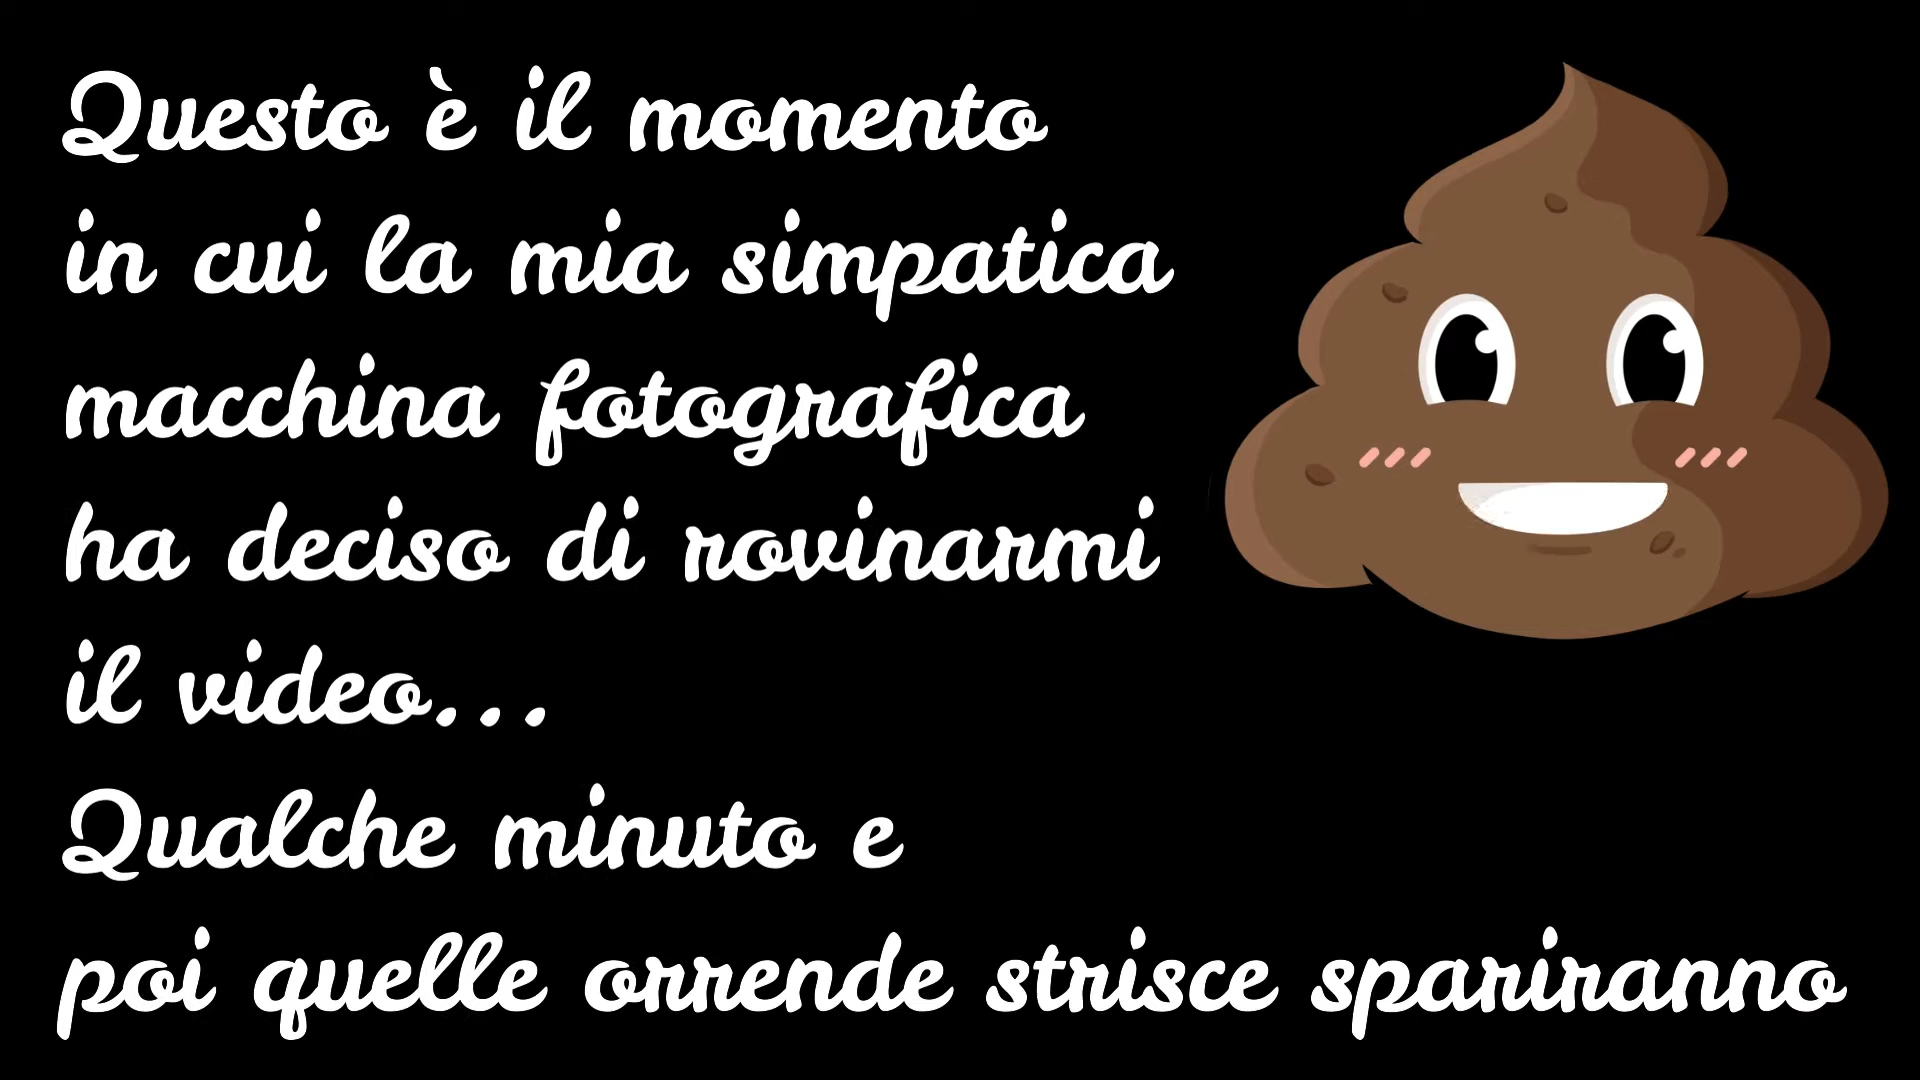 Questo è il momento
in cui la mia simpatica
macchina fotografica
ha deciso di rovinarmi
il video...
Qualche minuto e
poi quelle orrende strisce spariranno